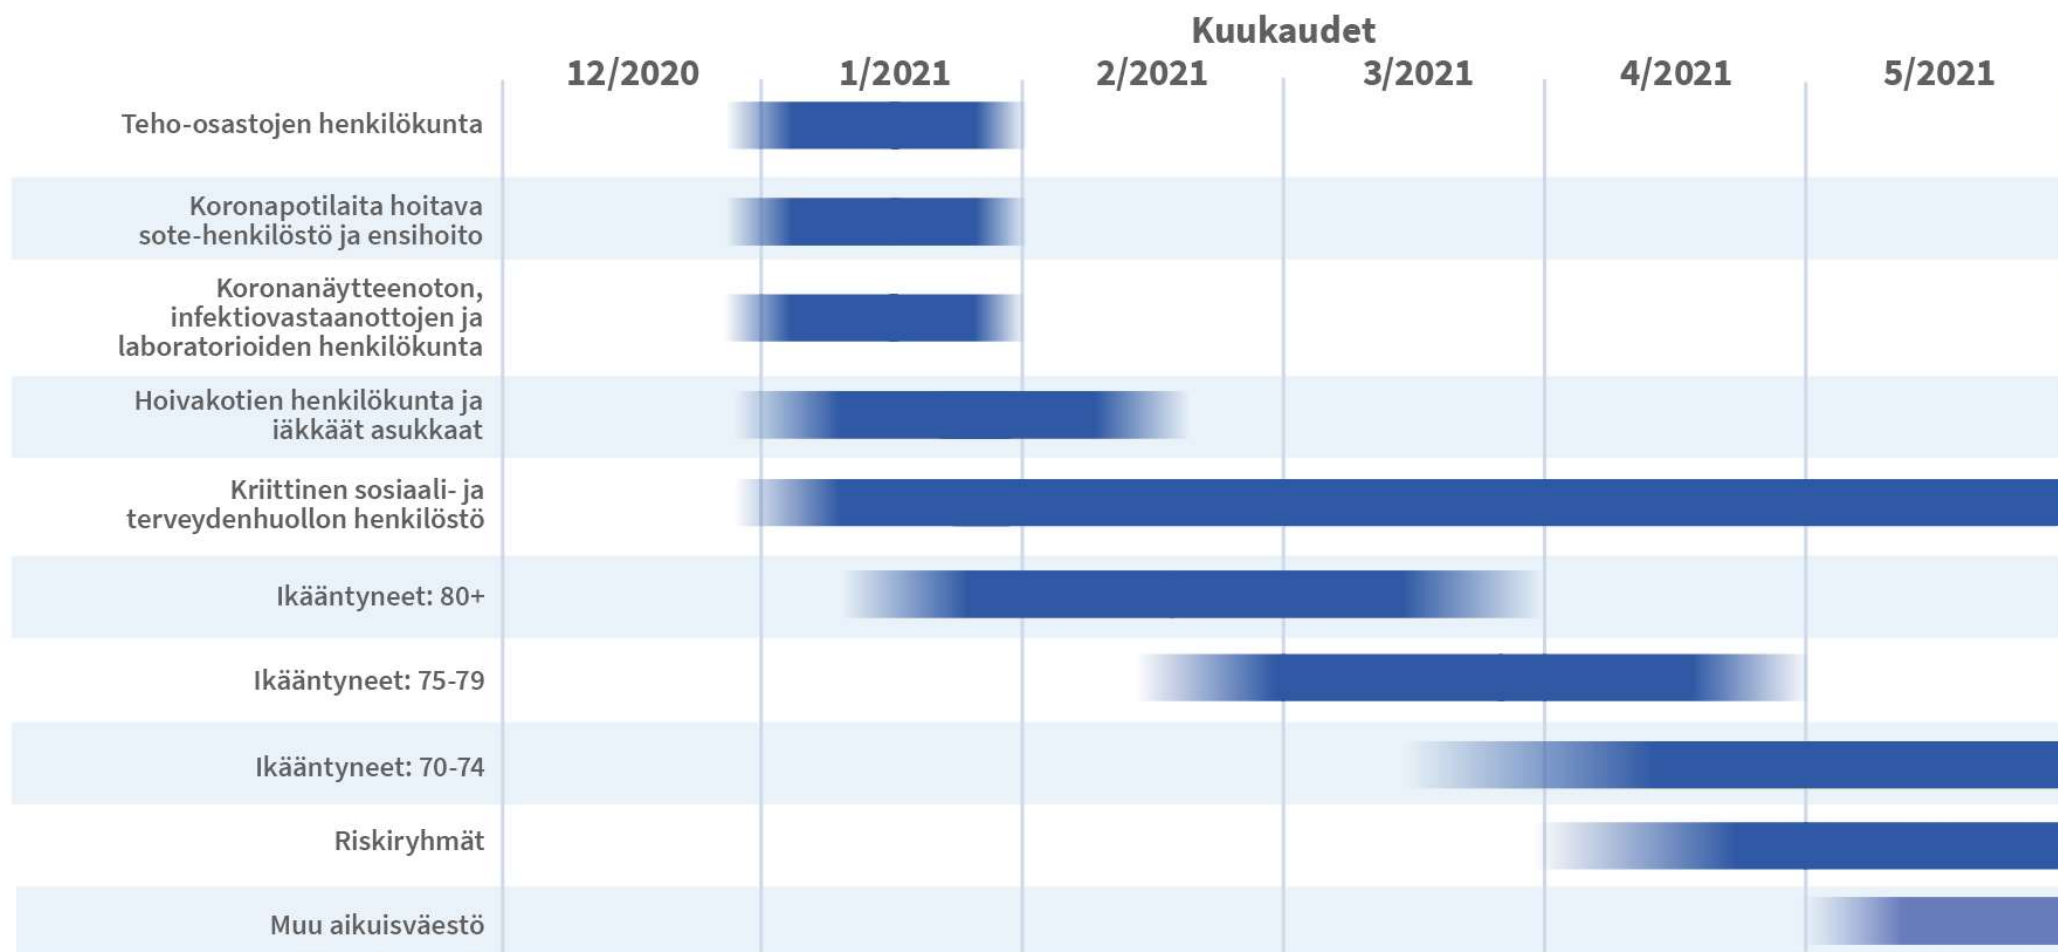 Kuukaudet
12/2020 1/2021 2/2021 3/2021 4/2021 5/2021
Teho-osastojen henkilökunta
Koronapotilaita hoitava
sote-henkilöstö ja ensihoito
Koronanäytteenoton,
infektiovastaanottojen ja
laboratorioiden henkilökunta
Hoivakotien henkilökunta ja
iäkkäät asukkaat
Kriittinen sosiaali- ja
terveydenhuollon henkilöstö
Ikääntyneet: 80+
Ikääntyneet: 75-79
Ikääntyneet: 70-74
Riskiryhmät
Muu aikuisväestö